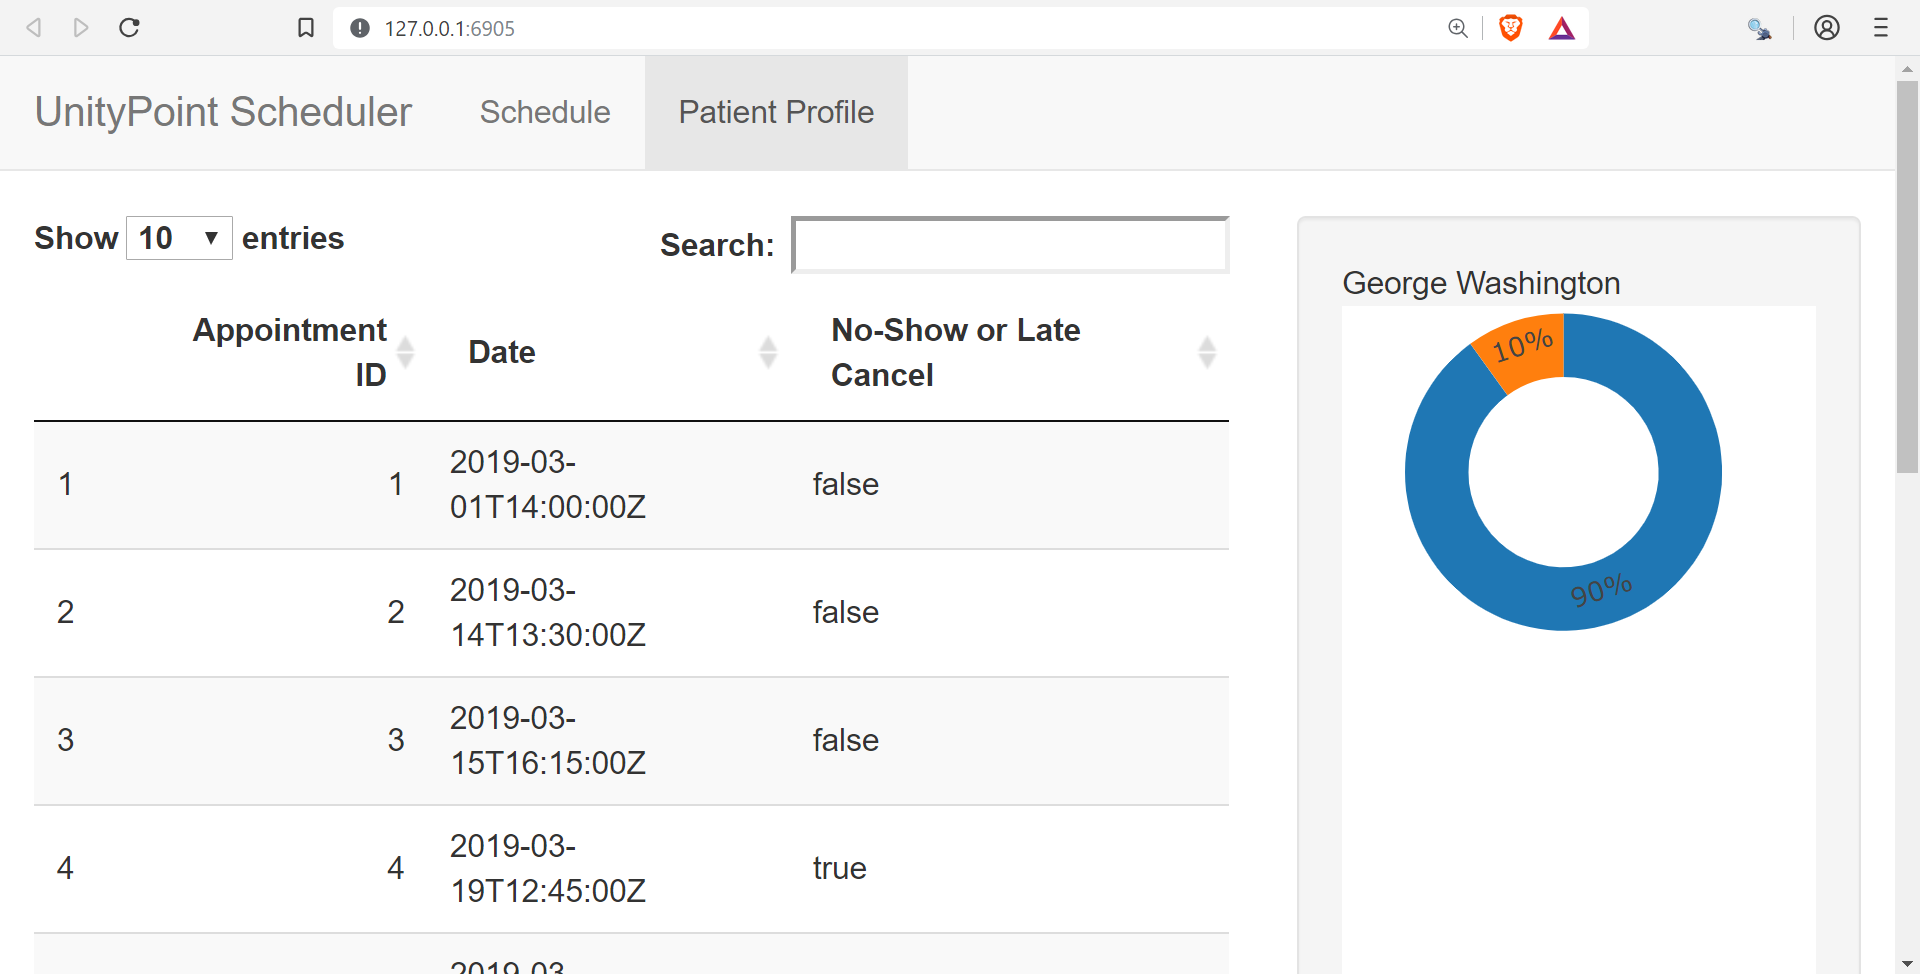 127.0.0.1:6905
UnityPoint Scheduler Schedule Patient Profile
Show 10 entries Search:
Appointment ID Date No-Show or Late Cancel
1 1 2019-03-01T14:00:00Z false
2 2 2019-03-14T13:30:00Z false
3 3 2019-03-15T16:15:00Z false
4 4 2019-03-19T12:45:00Z true
2019-03-
George Washington
10%
90%